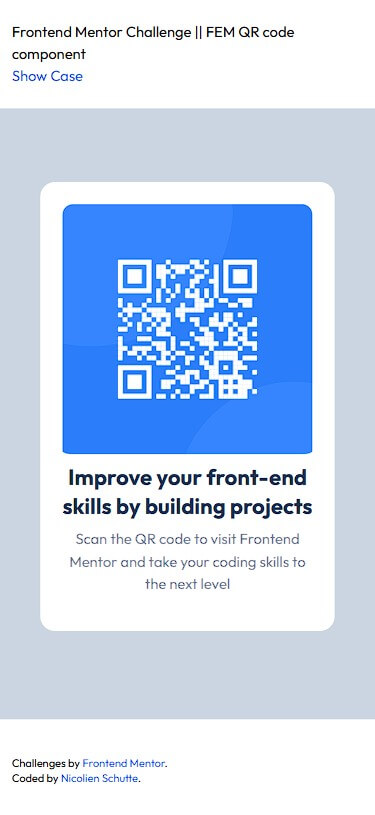 Frontend Mentor Challenge || FEM QR code
component
Show Case
Improve your front-end
skills by building projects
Scan the QR code to visit Frontend
Mentor and take your coding skills to
the next level
Challenges by Frontend Mentor.
Coded by Nicolien Schutte.